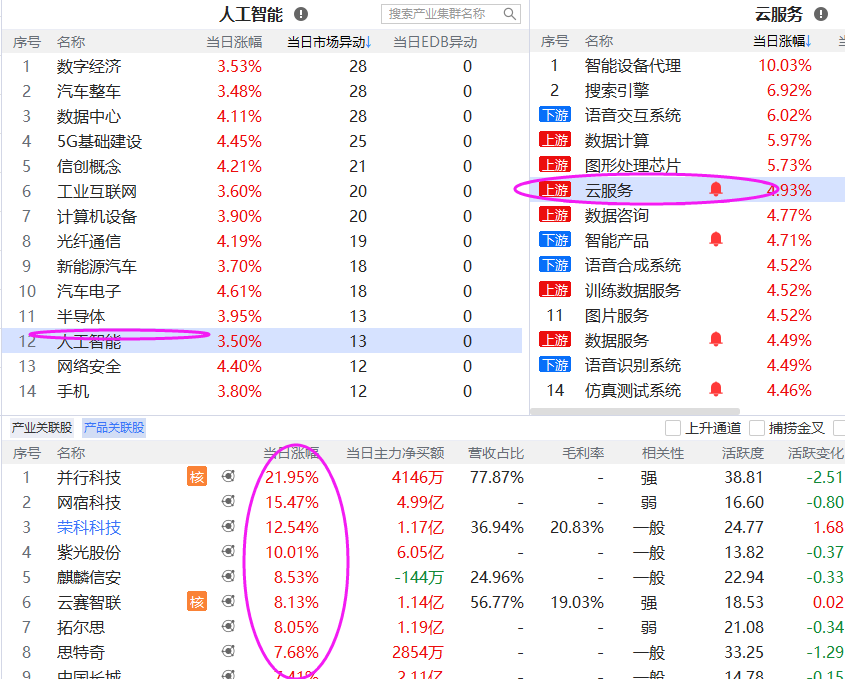 人工智能
搜索产业集群名称
序号 名称 当日涨幅 当日市场异动↓ 当日EDB异动
1 数字经济 3.53% 28 0
2 汽车整车 3.48% 28 0
3 数据中心 4.11% 28 0
4 5G基础建设 4.45% 25 0
5 信创概念 4.21% 21 0
6 工业互联网 3.60% 20 0
7 计算机设备 3.90% 20 0
8 光纤通信 4.19% 19 0
9 新能源汽车 3.70% 18 0
10 汽车电子 4.61% 18 0
11 半导体 3.95% 13 0
12 人工智能 3.50% 13 0
13 网络安全 4.40% 12 0
14 手机 3.80% 12 0
云服务
序号 名称 当日涨幅↓
1 智能设备代理 10.03%
2 搜索引擎 6.92%
下游 语音交互系统 6.02%
上游 数据计算 5.97%
上游 图形处理芯片 5.73%
上游 云服务 4.93%
上游 数据咨询 4.77%
下游 智能产品 4.71%
下游 语音合成系统 4.52%
上游 训练数据服务 4.52%
11 图片服务 4.52%
上游 数据服务 4.49%
下游 语音识别系统 4.49%
14 仿真测试系统 4.46%
产业关联股 产品关联股 上升通道 捕捞金叉
序号 名称 当日涨幅 当日主力净买额 营收占比 毛利率 相关性 活跃度 活跃变化
1 并行科技 核 21.95% 4146万 77.87% - 强 38.81 -2.51
2 网宿科技 15.47% 4.99亿 - - 弱 16.60 -0.80
3 荣科科技 12.54% 1.17亿 36.94% 20.83% 一般 24.77 1.68
4 紫光股份 10.01% 6.05亿 - - 一般 13.82 -0.37
5 麒麟信安 8.53% -144万 24.96% - 一般 22.94 -0.33
6 云赛智联 核 8.13% 1.14亿 56.77% 19.03% 强 18.53 0.02
7 拓尔思 8.05% 1.19亿 - - 弱 21.08 -0.34
8 思特奇 7.68% 2854万 - - 一般 33.25 -1.29
9 中国长城 7.41% 2.11亿 - - 一般 14.78 -0.15